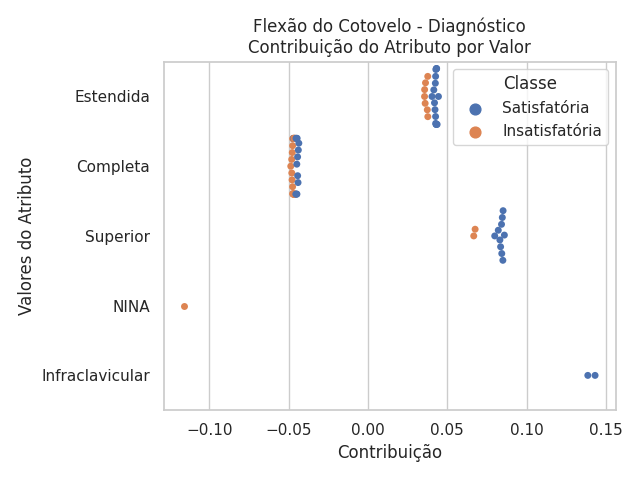 Flexão do Cotovelo - Diagnóstico
Contribuição do Atributo por Valor
Classe
Satisfatória
Insatisfatória
Valores do Atributo
Estendida
Completa
Superior
NINA
Infraclavicular
−0.10
−0.05
0.00
0.05
0.10
0.15
Contribuição